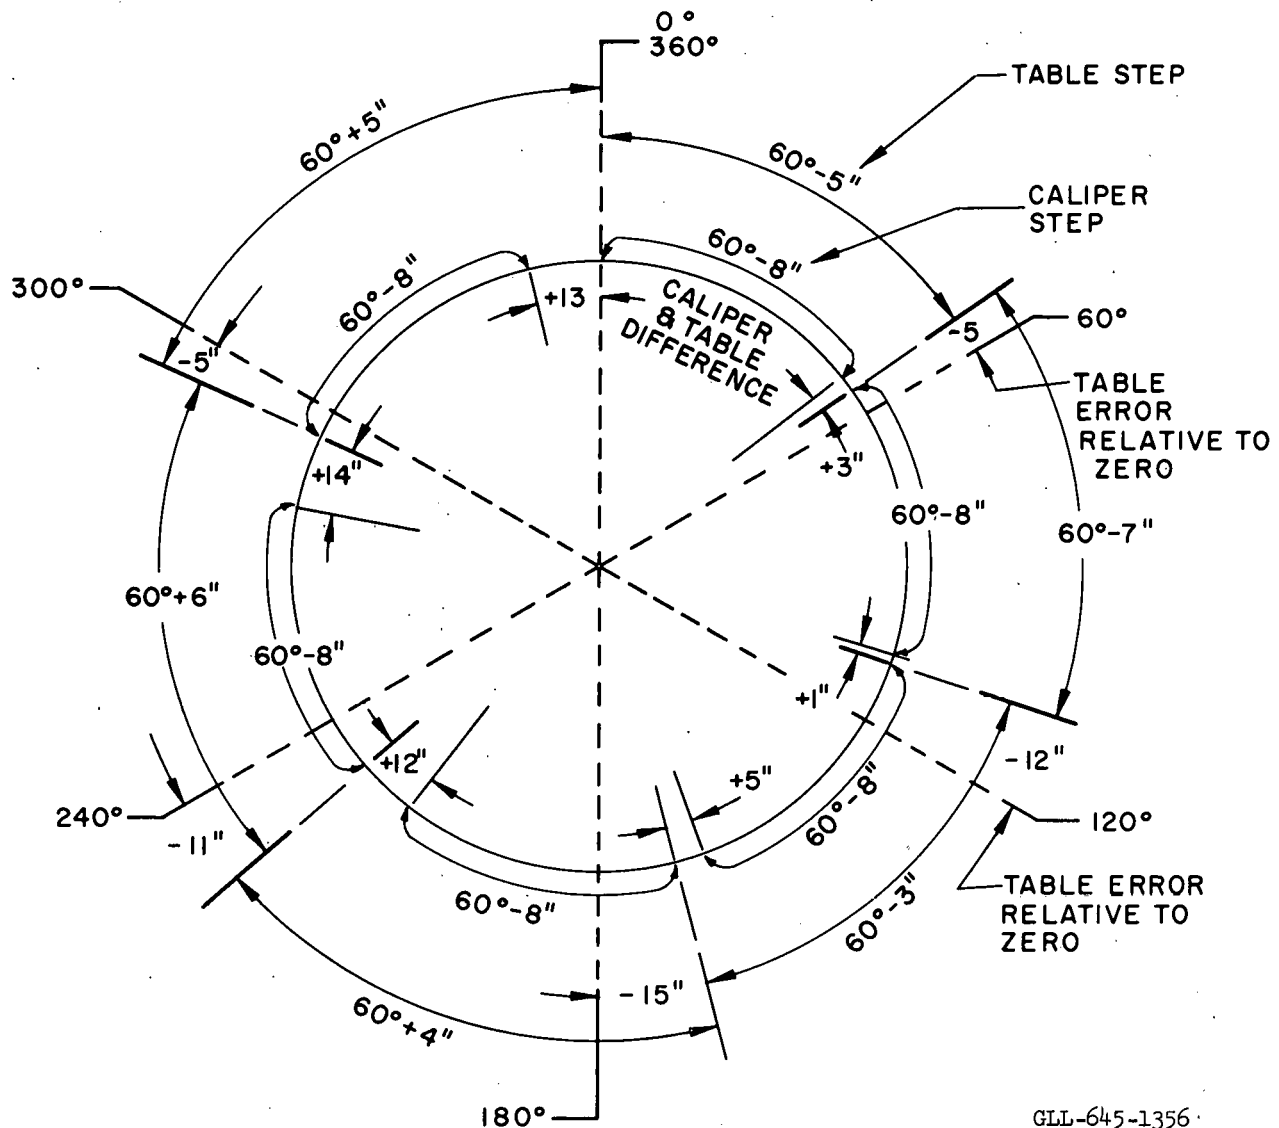 0°
360°
TABLE STEP
60°+5"
60°-5"
CALIPER
STEP
60°-8"
60°-8"
300°
+13
CALIPER
& TABLE
DIFFERENCE
-5
60°
-5"
TABLE
ERROR
RELATIVE TO
ZERO
+3"
+14"
60°-8"
60°-7"
60°+6"
60°-8"
+1"
-12"
+12"
+5"
60°-8"
240°
-11"
120°
60°-8"
60°-3"
TABLE ERROR
RELATIVE TO
ZERO
-15"
60°+4"
180°
GLL-645-1356